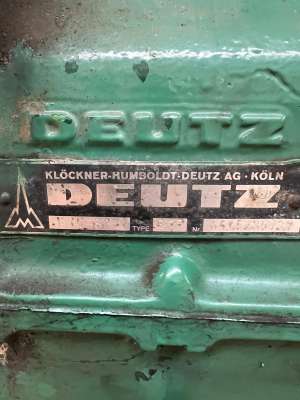 DEUTZ
KLÖCKNER-HUMBOLDT-DEUTZ AG · KÖLN
DEUTZ
TYPE Nr